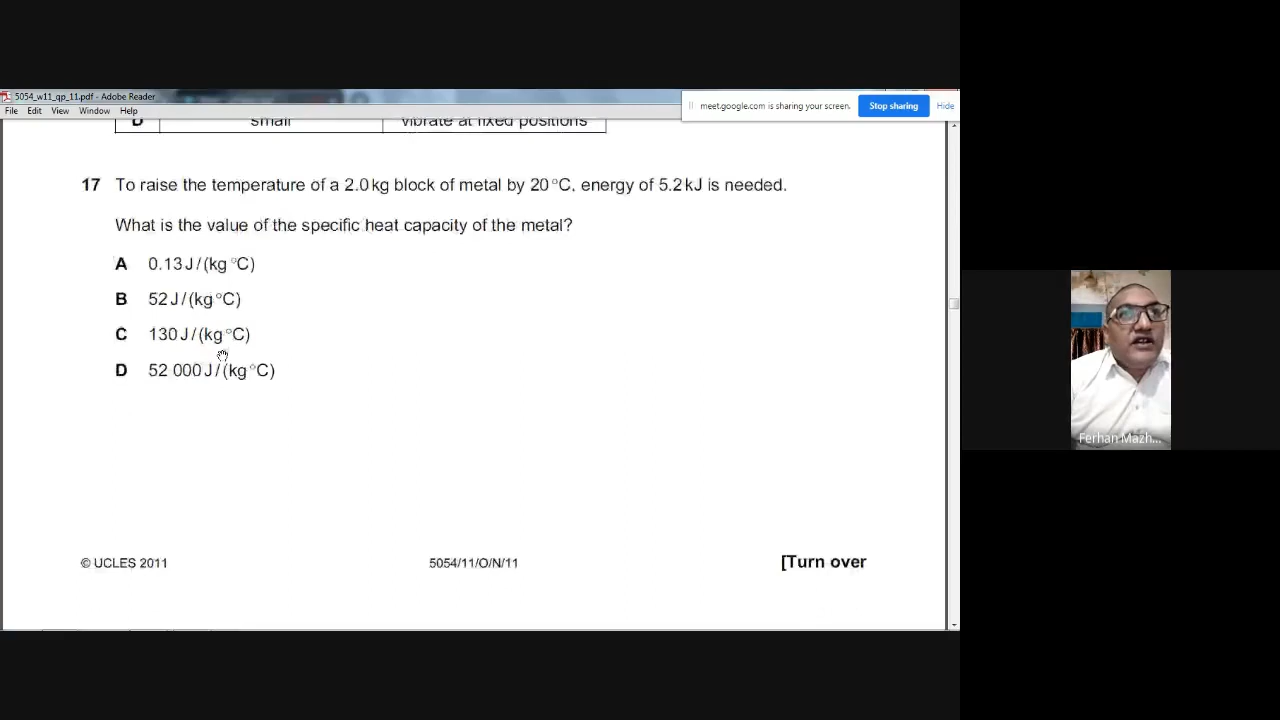 5054_w11_qp_11.pdf - Adobe Reader
File Edit View Window Help
meet.google.com is sharing your screen. Stop sharing Hide
D small vibrate at fixed positions
17 To raise the temperature of a 2.0 kg block of metal by 20 °C, energy of 5.2 kJ is needed.
What is the value of the specific heat capacity of the metal?
A 0.13 J / (kg °C)
B 52 J / (kg °C)
C 130 J / (kg °C)
D 52 000 J / (kg °C)
© UCLES 2011 5054/11/O/N/11 [Turn over
Ferhan Mazh...